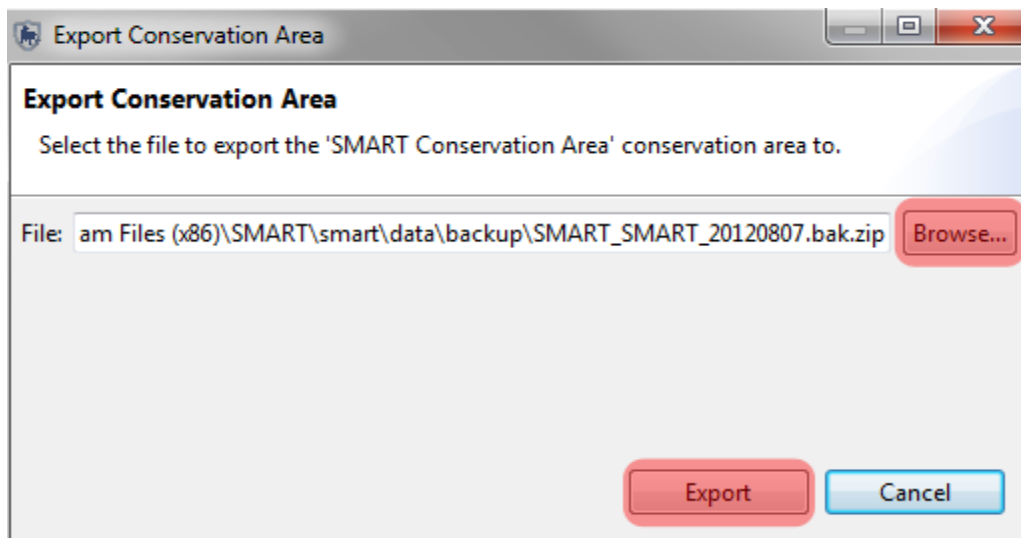 Export Conservation Area
Export Conservation Area
Select the file to export the 'SMART Conservation Area' conservation area to.
File: am Files (x86)\SMART\smart\data\backup\SMART_SMART_20120807.bak.zip Browse...
Export Cancel